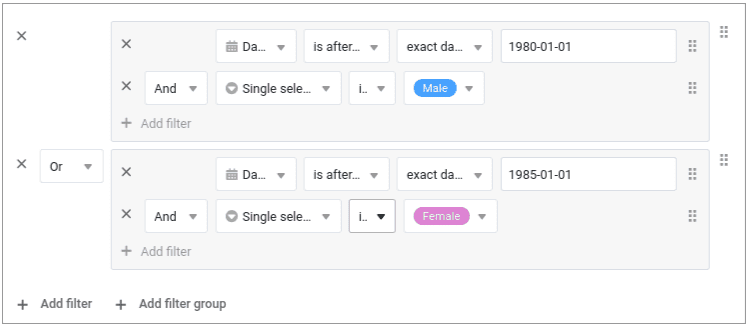 Da... is after... exact da... 1980-01-01
And Single sele... i.. Male
+ Add filter
Or Da... is after... exact da... 1985-01-01
And Single sele... i.. Female
+ Add filter
+ Add filter + Add filter group